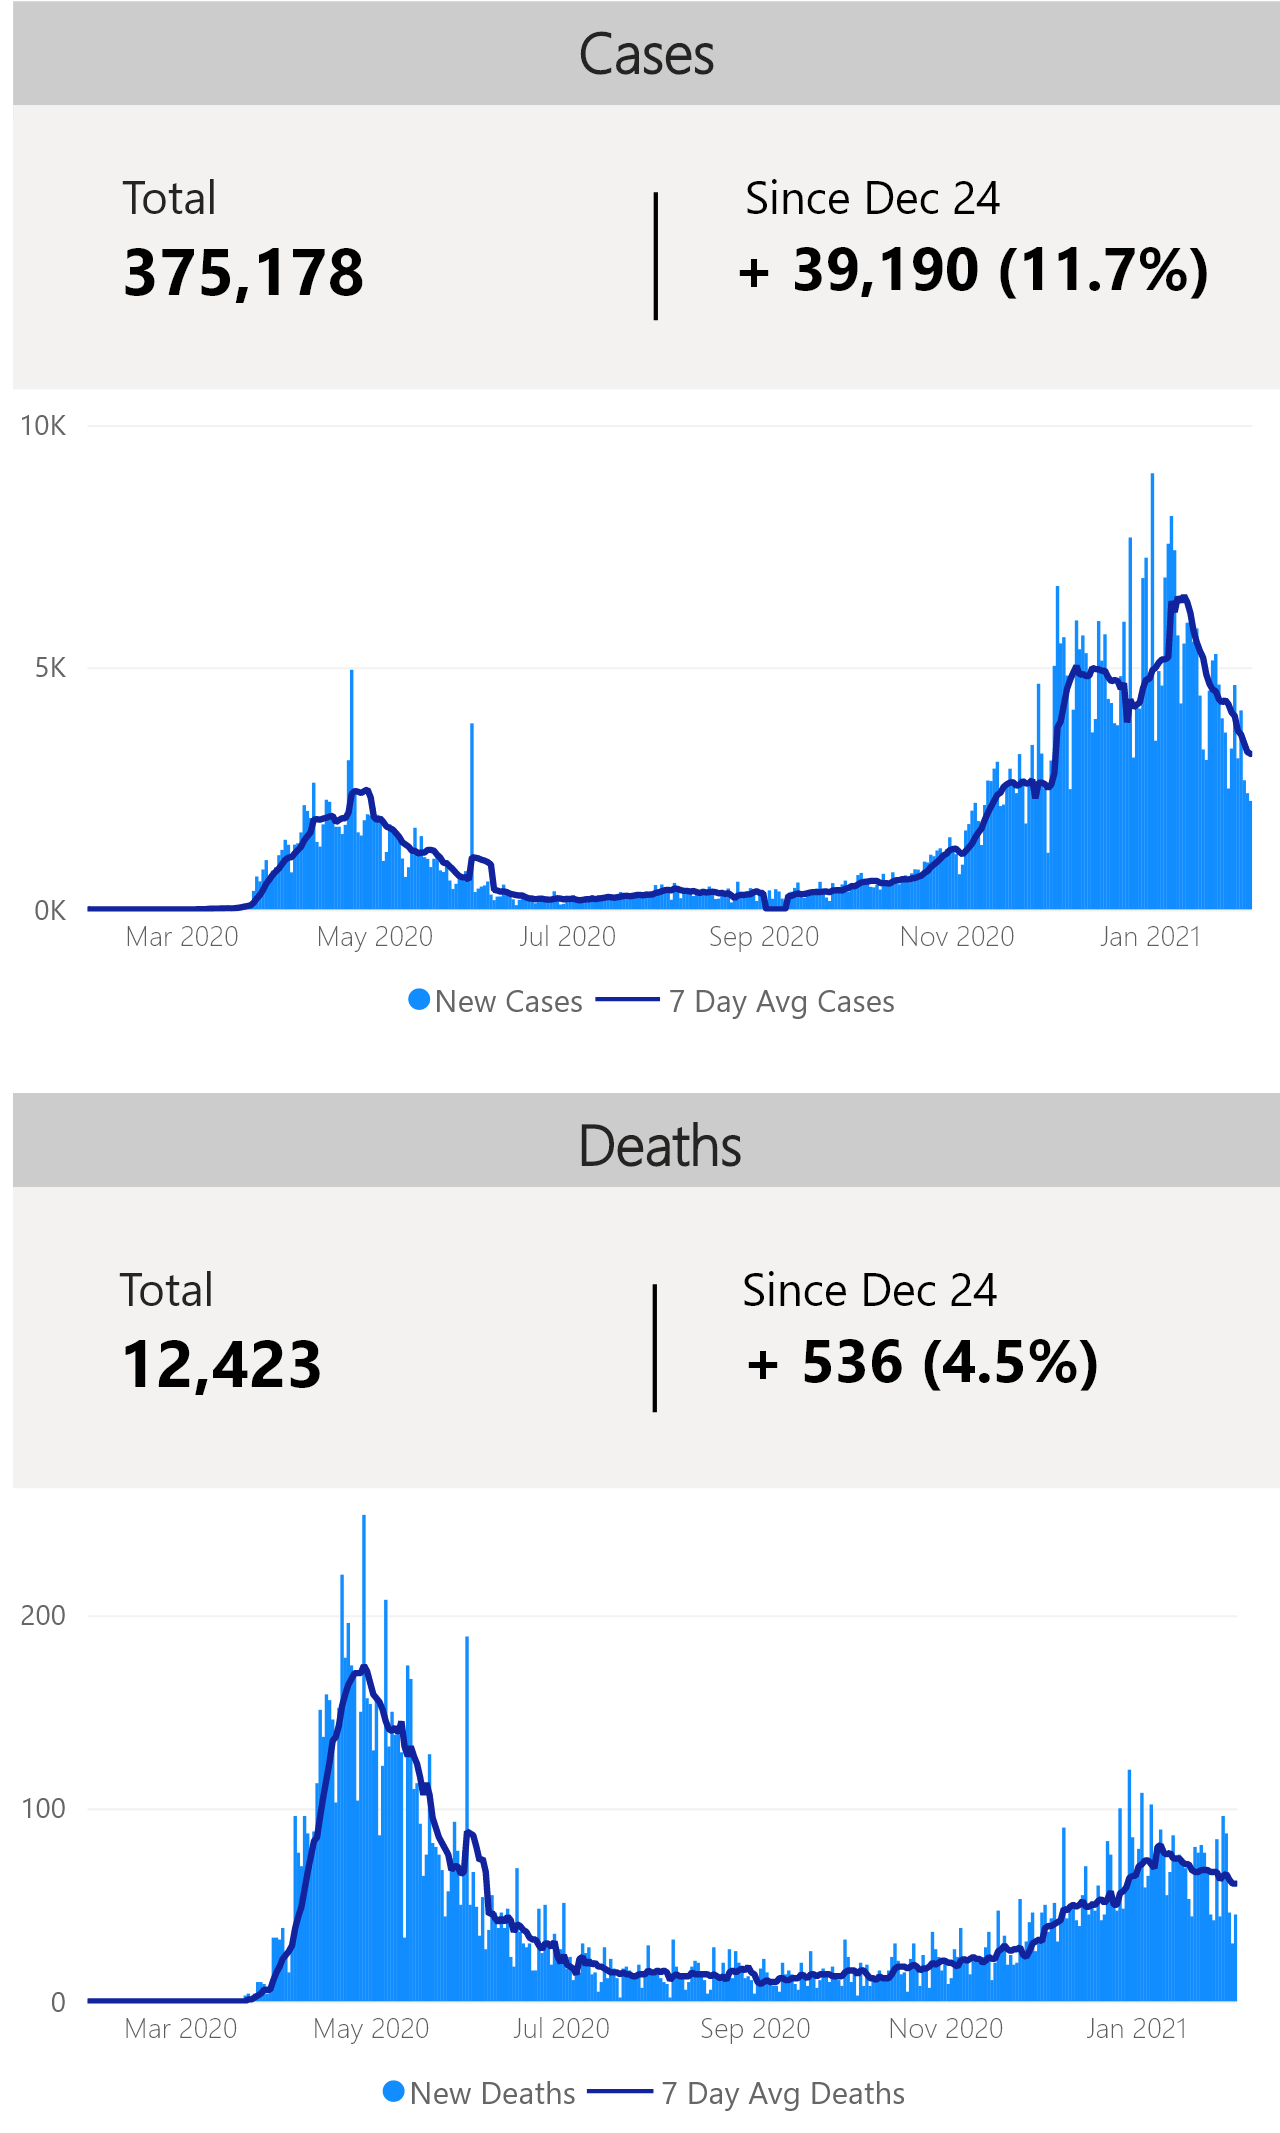 Cases
Total
Since Dec 24
375,178
+ 39,190 (11.7%)
10K
5K
0K
Mar 2020 May 2020 Jul 2020 Sep 2020 Nov 2020 Jan 2021
New Cases 7 Day Avg Cases
Deaths
Total
Since Dec 24
12,423
+ 536 (4.5%)
200
100
0
Mar 2020 May 2020 Jul 2020 Sep 2020 Nov 2020 Jan 2021
New Deaths 7 Day Avg Deaths